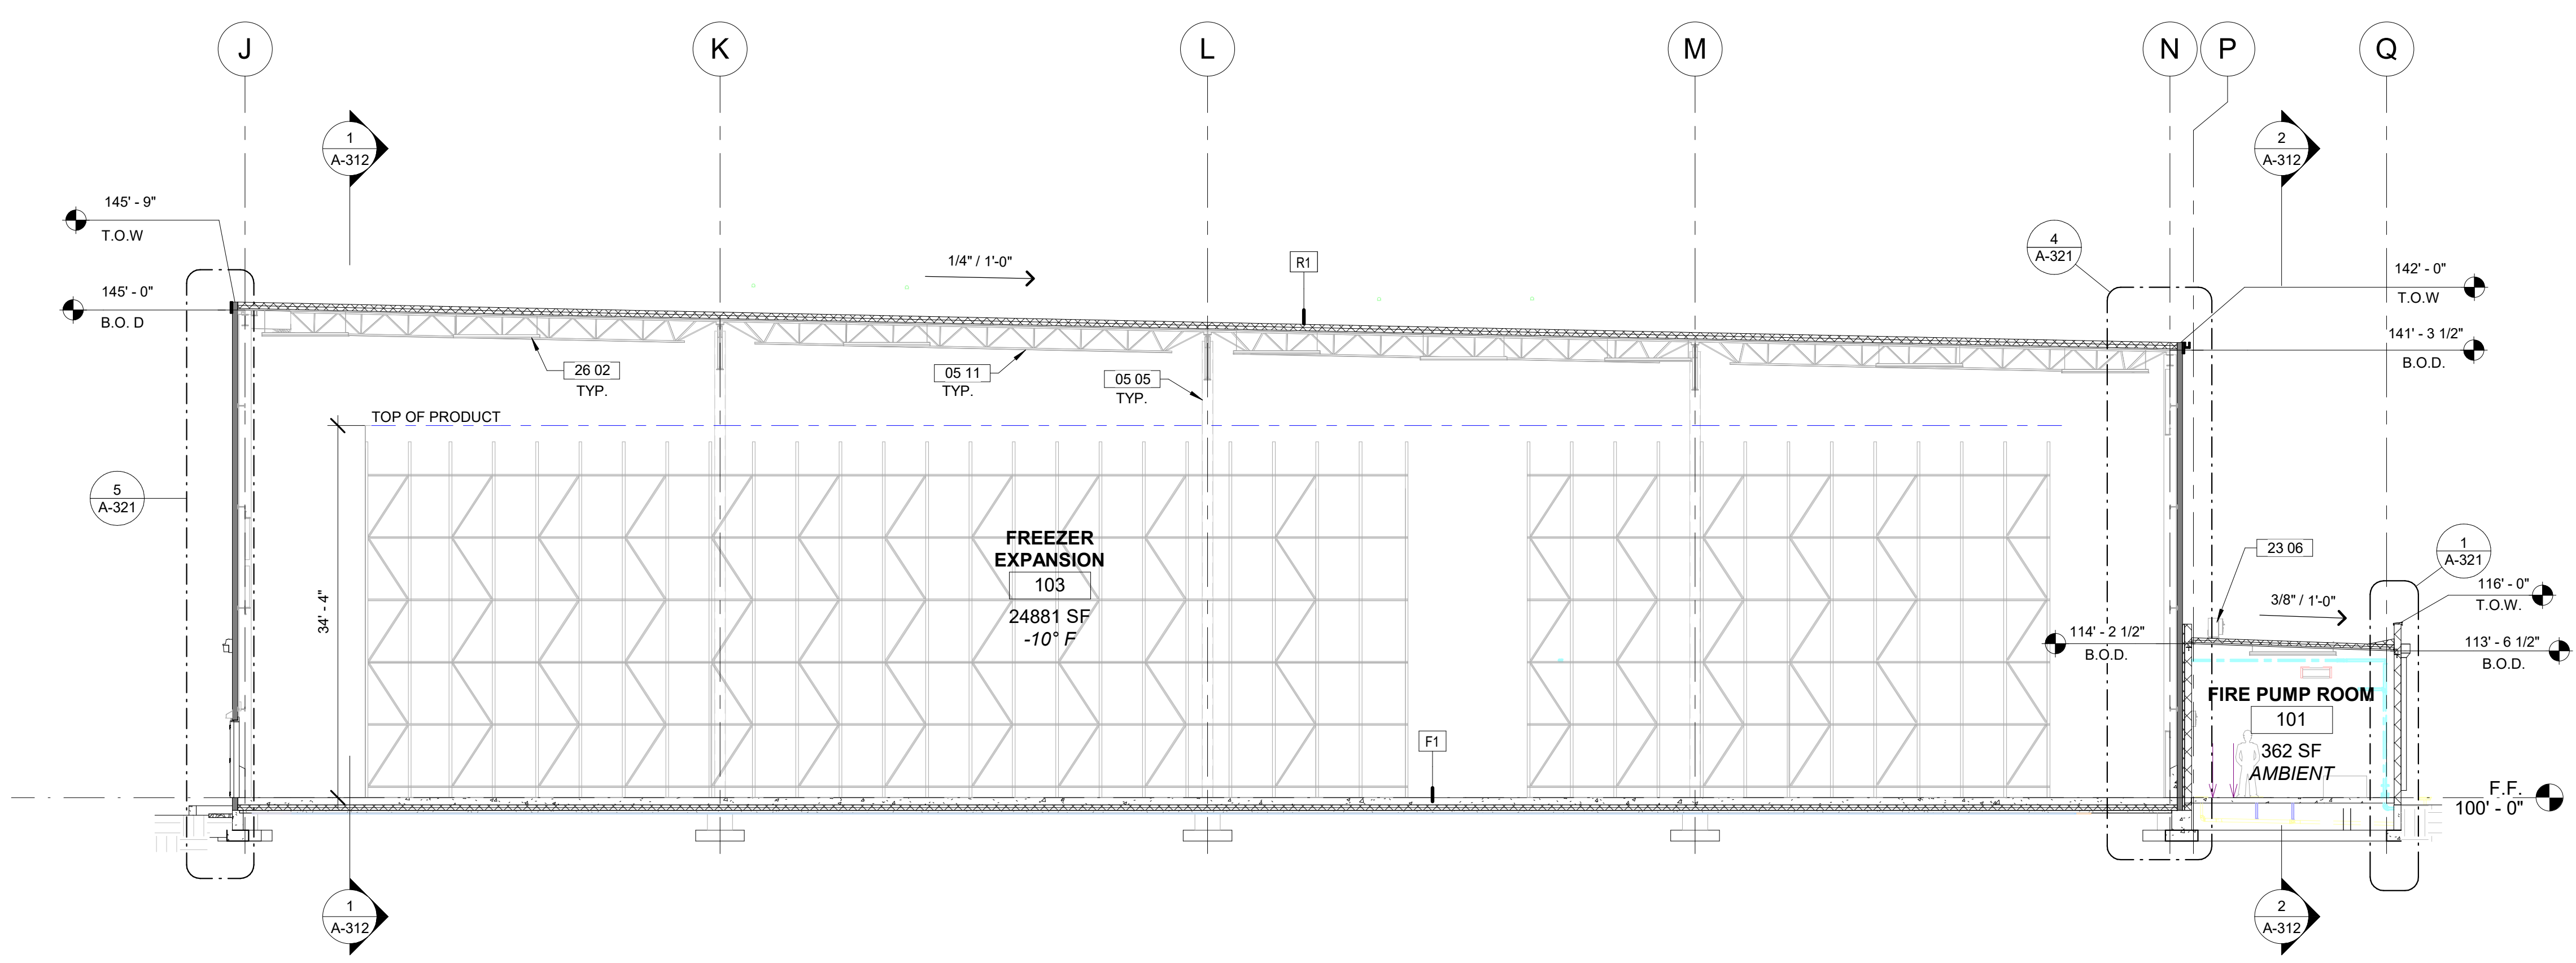 J
K
L
M
N
P
Q
1
A-312
2
A-312
145' - 9"
T.O.W
4
A-321
1/4" / 1'-0"
R1
142' - 0"
T.O.W
145' - 0"
B.O. D
141' - 3 1/2"
B.O.D.
26 02
TYP.
05 11
TYP.
05 05
TYP.
TOP OF PRODUCT
5
A-321
34' - 4"
FREEZER
EXPANSION
103
24881 SF
-10° F
23 06
1
A-321
3/8" / 1'-0"
116' - 0"
T.O.W.
114' - 2 1/2"
B.O.D.
113' - 6 1/2"
B.O.D.
FIRE PUMP ROOM
101
362 SF
AMBIENT
F1
F.F.
100' - 0"
1
A-312
2
A-312